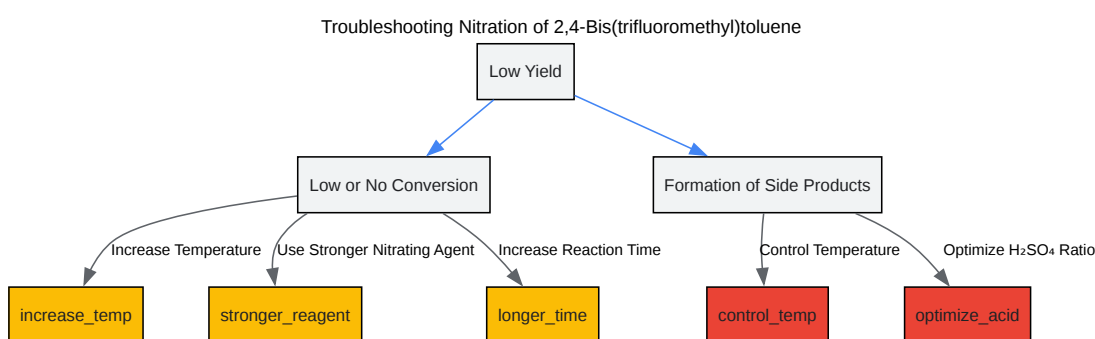 Troubleshooting Nitration of 2,4-Bis(trifluoromethyl)toluene
Low Yield
Low or No Conversion
Formation of Side Products
Increase Temperature
Use Stronger Nitrating Agent
Increase Reaction Time
Control Temperature
Optimize H₂SO₄ Ratio
increase_temp
stronger_reagent
longer_time
control_temp
optimize_acid